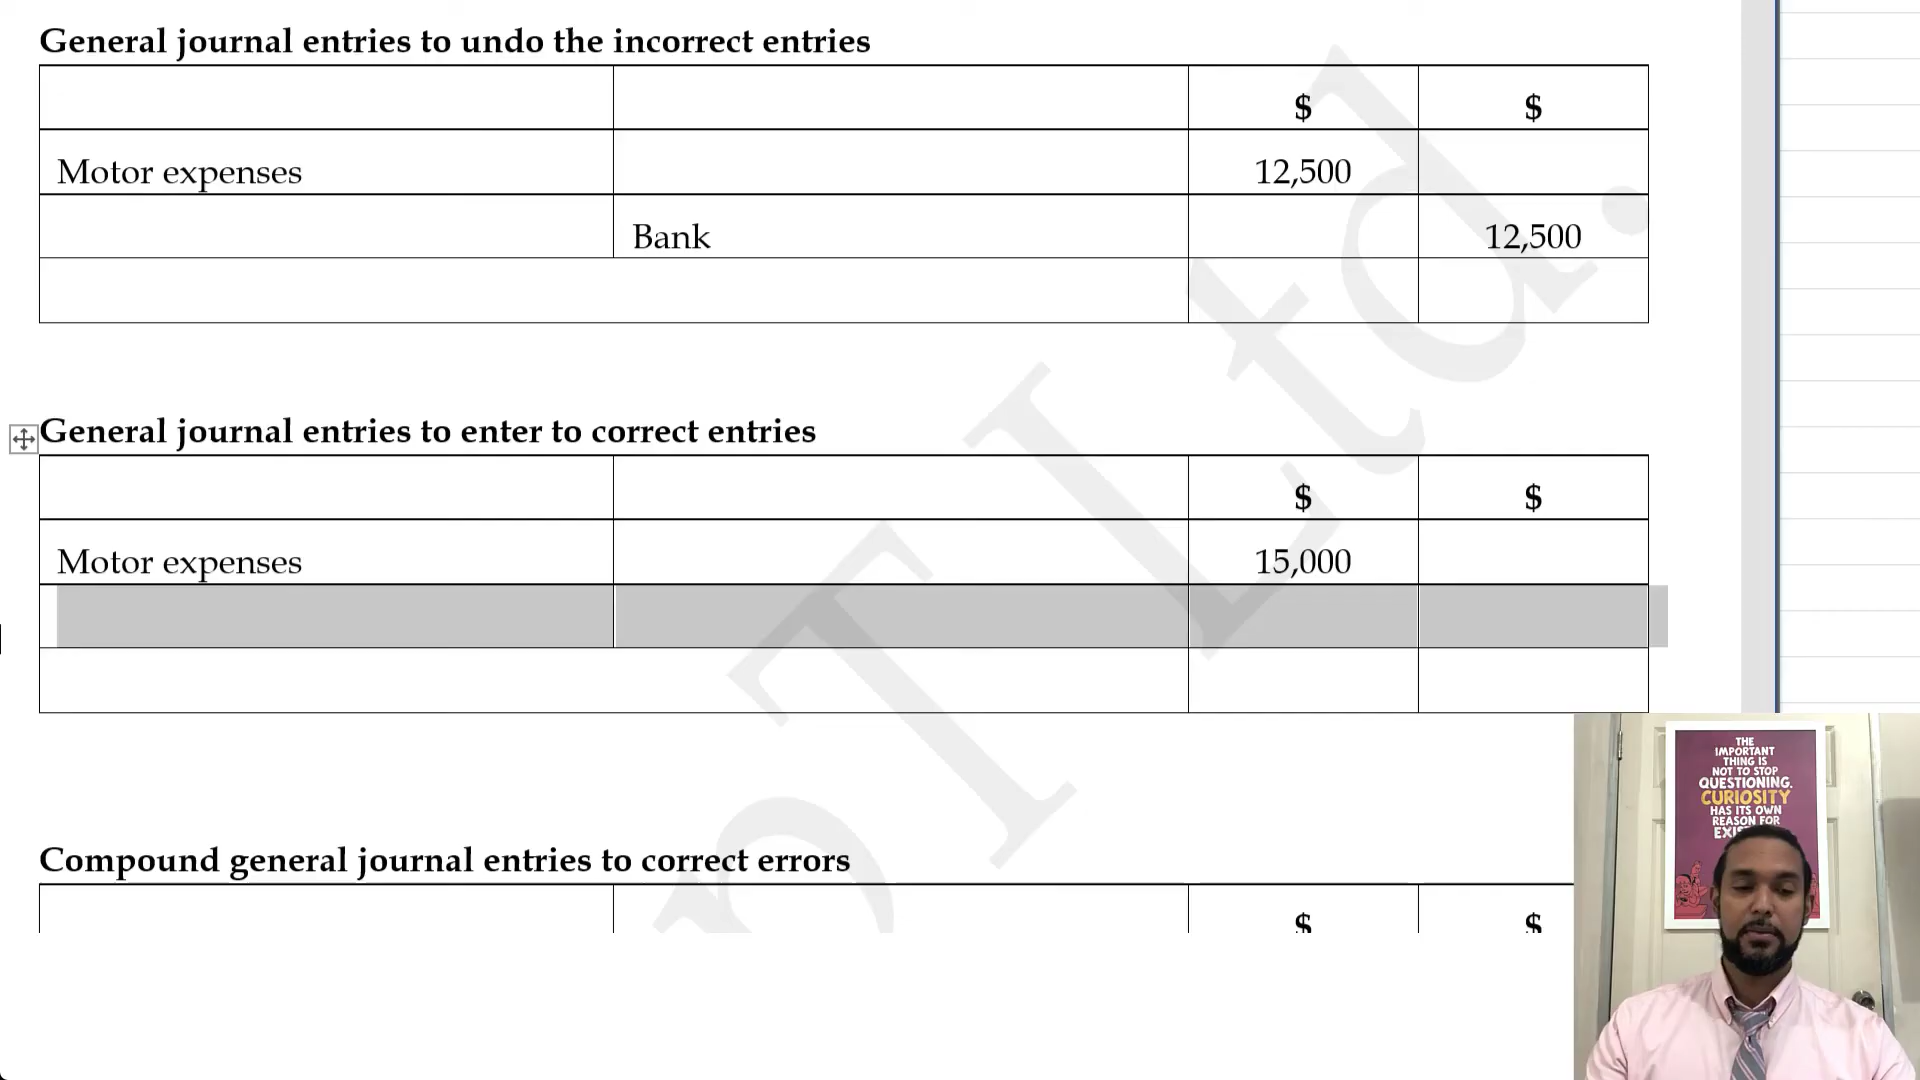 General journal entries to undo the incorrect entries
$ $
Motor expenses 12,500
Bank 12,500
General journal entries to enter to correct entries
$ $
Motor expenses 15,000
Compound general journal entries to correct errors
$ $
T Ltd.
THE
IMPORTANT
THING IS
NOT TO STOP
QUESTIONING.
CURIOSITY
HAS ITS OWN
REASON FOR